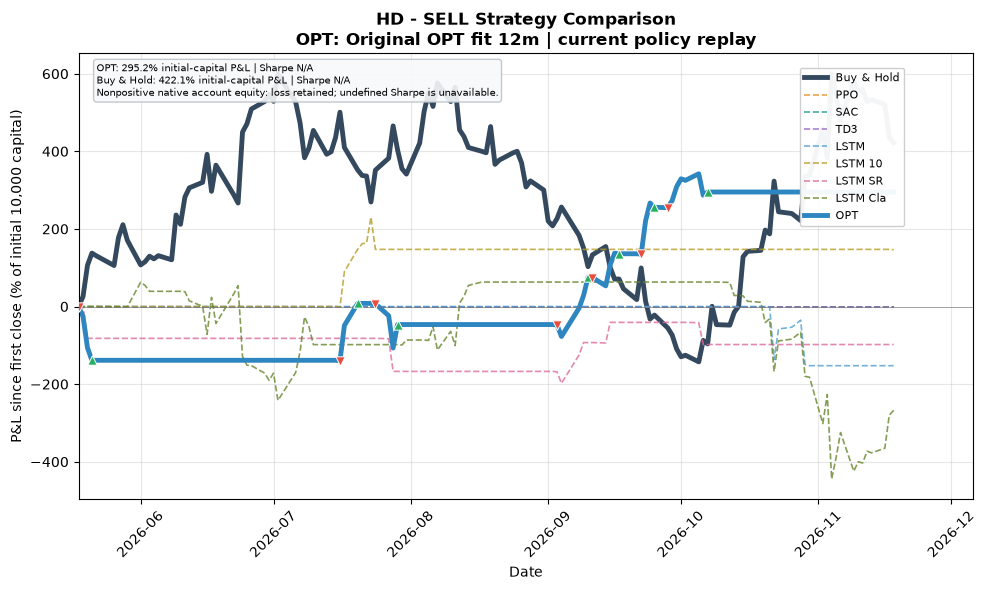 HD - SELL Strategy Comparison
OPT: Original OPT fit 12m | current policy replay
OPT: 295.2% initial-capital P&L | Sharpe N/A
Buy & Hold: 422.1% initial-capital P&L | Sharpe N/A
Nonpositive native account equity: loss retained; undefined Sharpe is unavailable.
Buy & Hold
PPO
SAC
TD3
LSTM
LSTM 10
LSTM SR
LSTM Cla
OPT
P&L since first close (% of initial 10,000 capital)
600
400
200
0
−200
−400
2026-06
2026-07
2026-08
2026-09
2026-10
2026-11
2026-12
Date